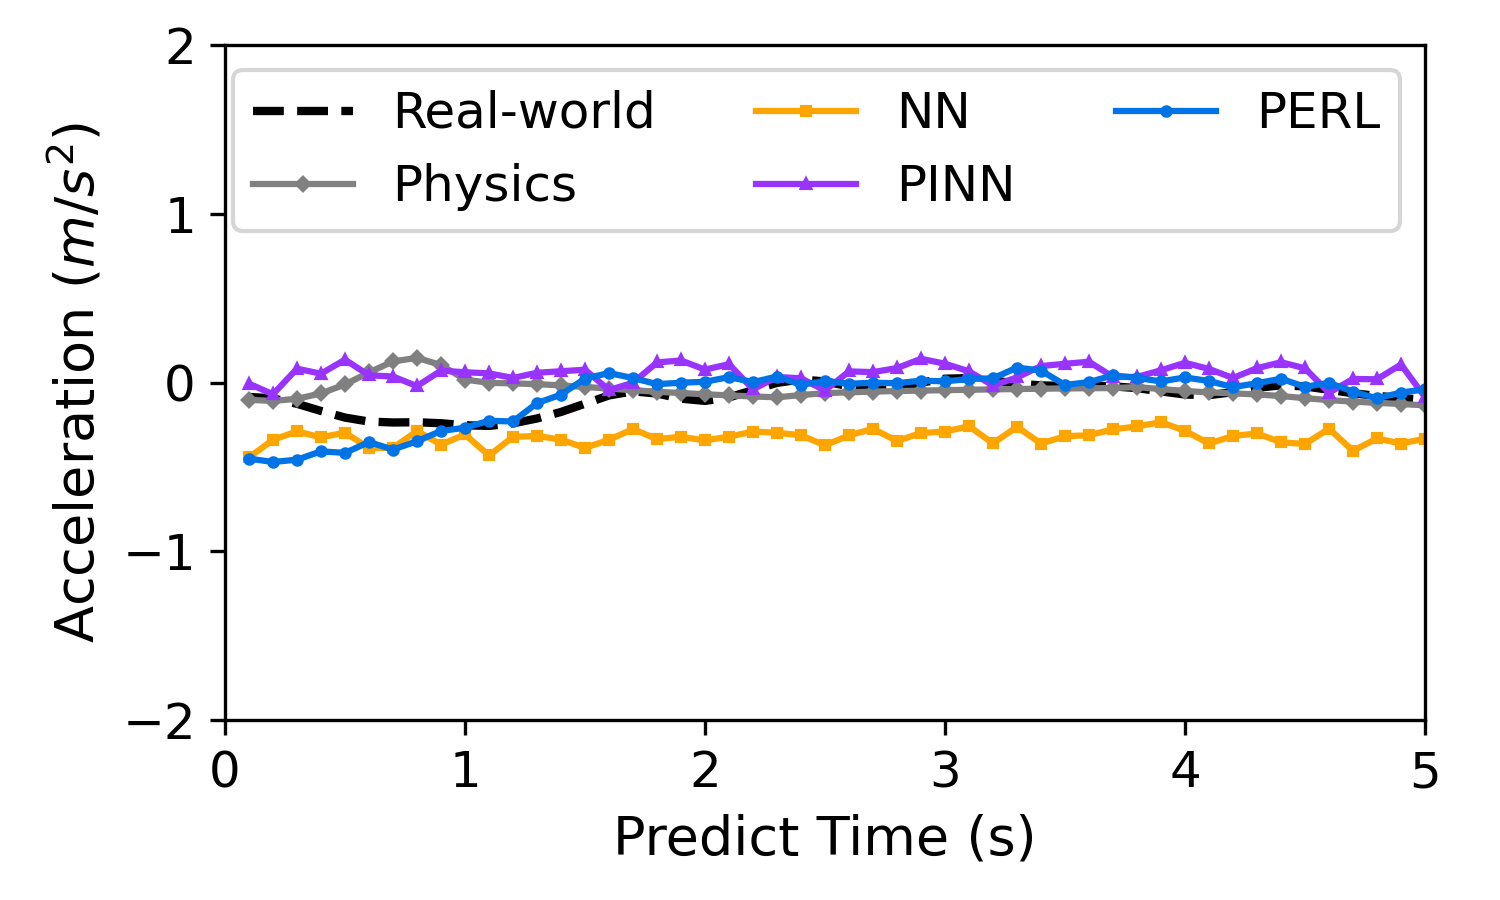 2
1
0
−1
−2
Acceleration (m/s²)
Real-world
Physics
NN
PINN
PERL
0 1 2 3 4 5
Predict Time (s)